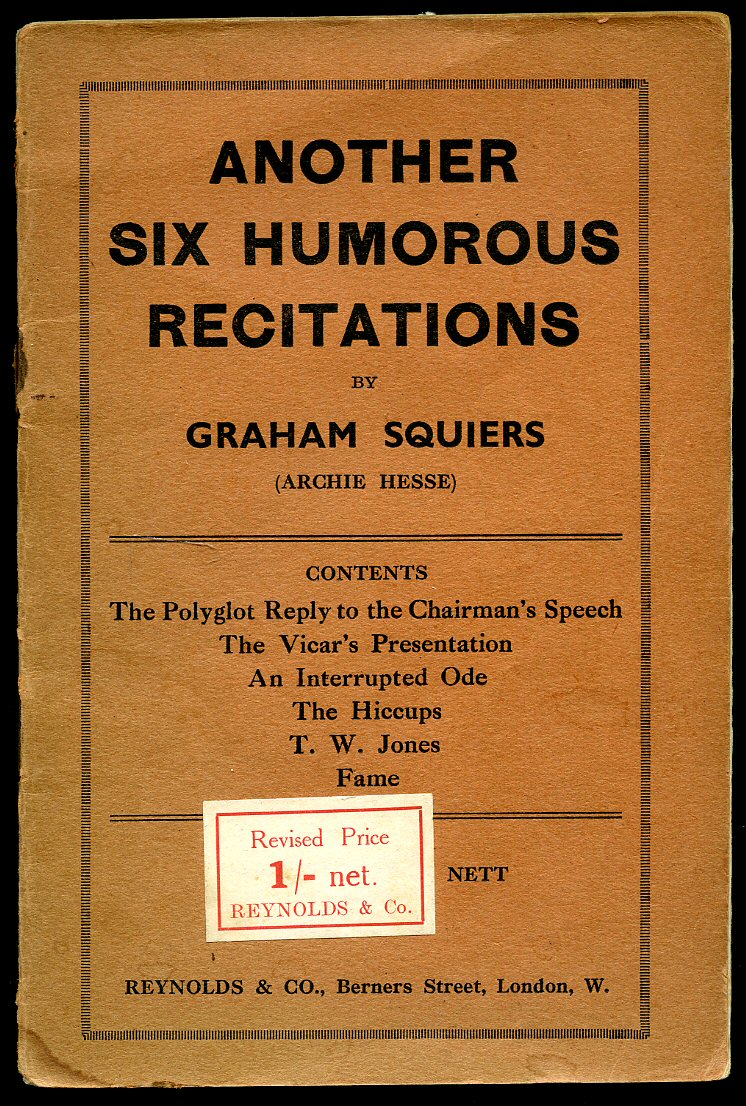 ANOTHER
SIX HUMOROUS
RECITATIONS
BY
GRAHAM SQUIERS
(ARCHIE HESSE)
CONTENTS
The Polyglot Reply to the Chairman's Speech
The Vicar's Presentation
An Interrupted Ode
The Hiccups
T. W. Jones
Fame
Revised Price
1/- net.
REYNOLDS & Co.
NETT
REYNOLDS & CO., Berners Street, London, W.